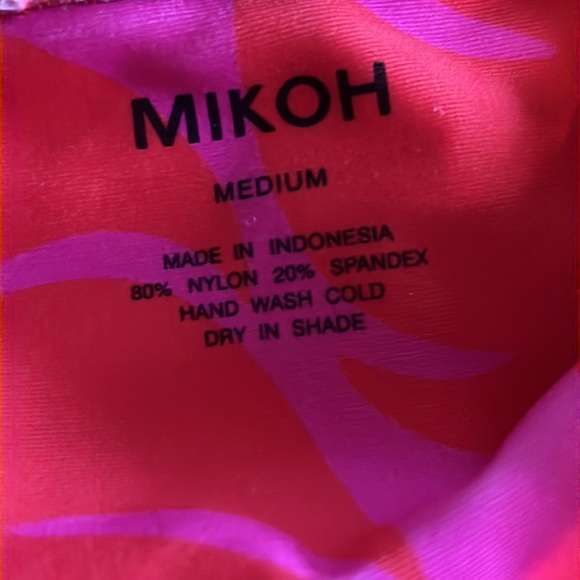 MIKOH
MEDIUM
MADE IN INDONESIA
80% NYLON 20% SPANDEX
HAND WASH COLD
DRY IN SHADE